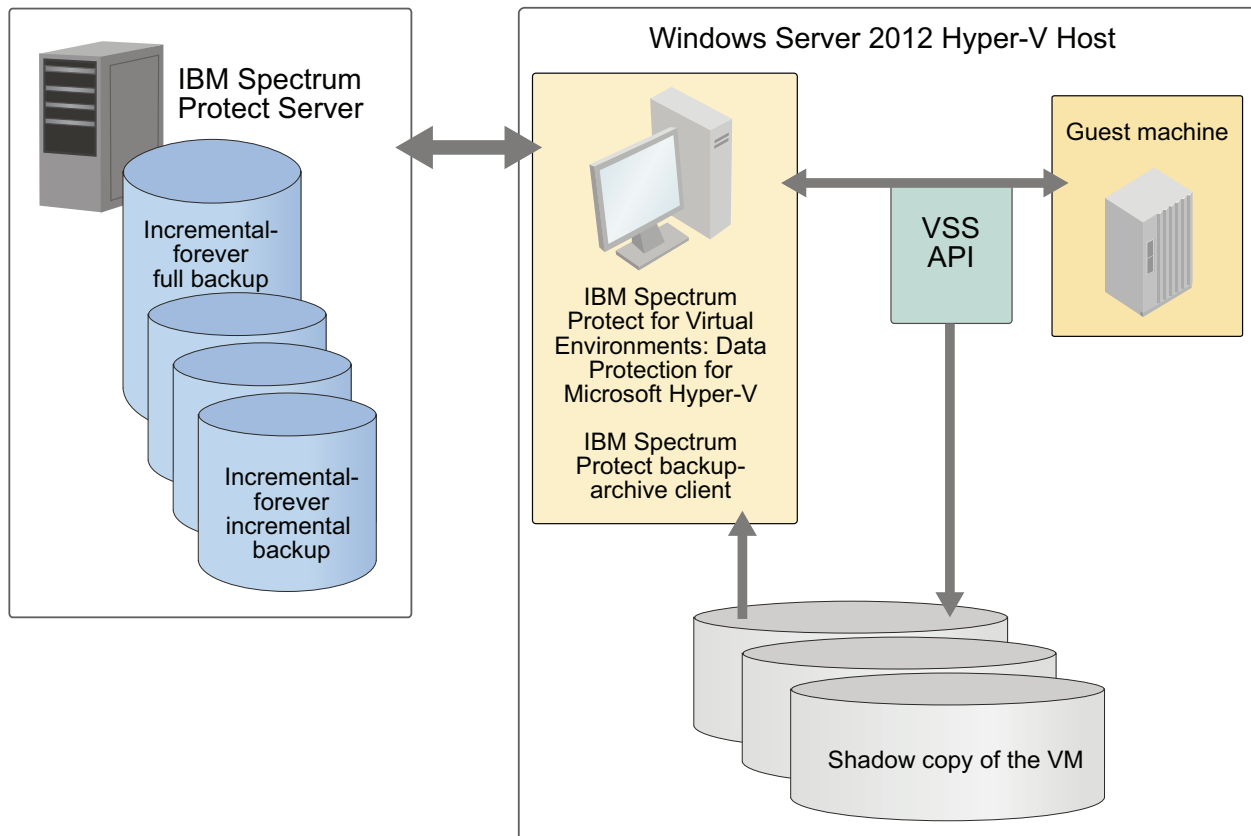 IBM Spectrum
Protect Server
Incremental-
forever
full backup
Incremental-
forever
incremental
backup
Windows Server 2012 Hyper-V Host
IBM Spectrum
Protect for Virtual
Environments: Data
Protection for
Microsoft Hyper-V
IBM Spectrum
Protect backup-
archive client
VSS
API
Guest machine
Shadow copy of the VM